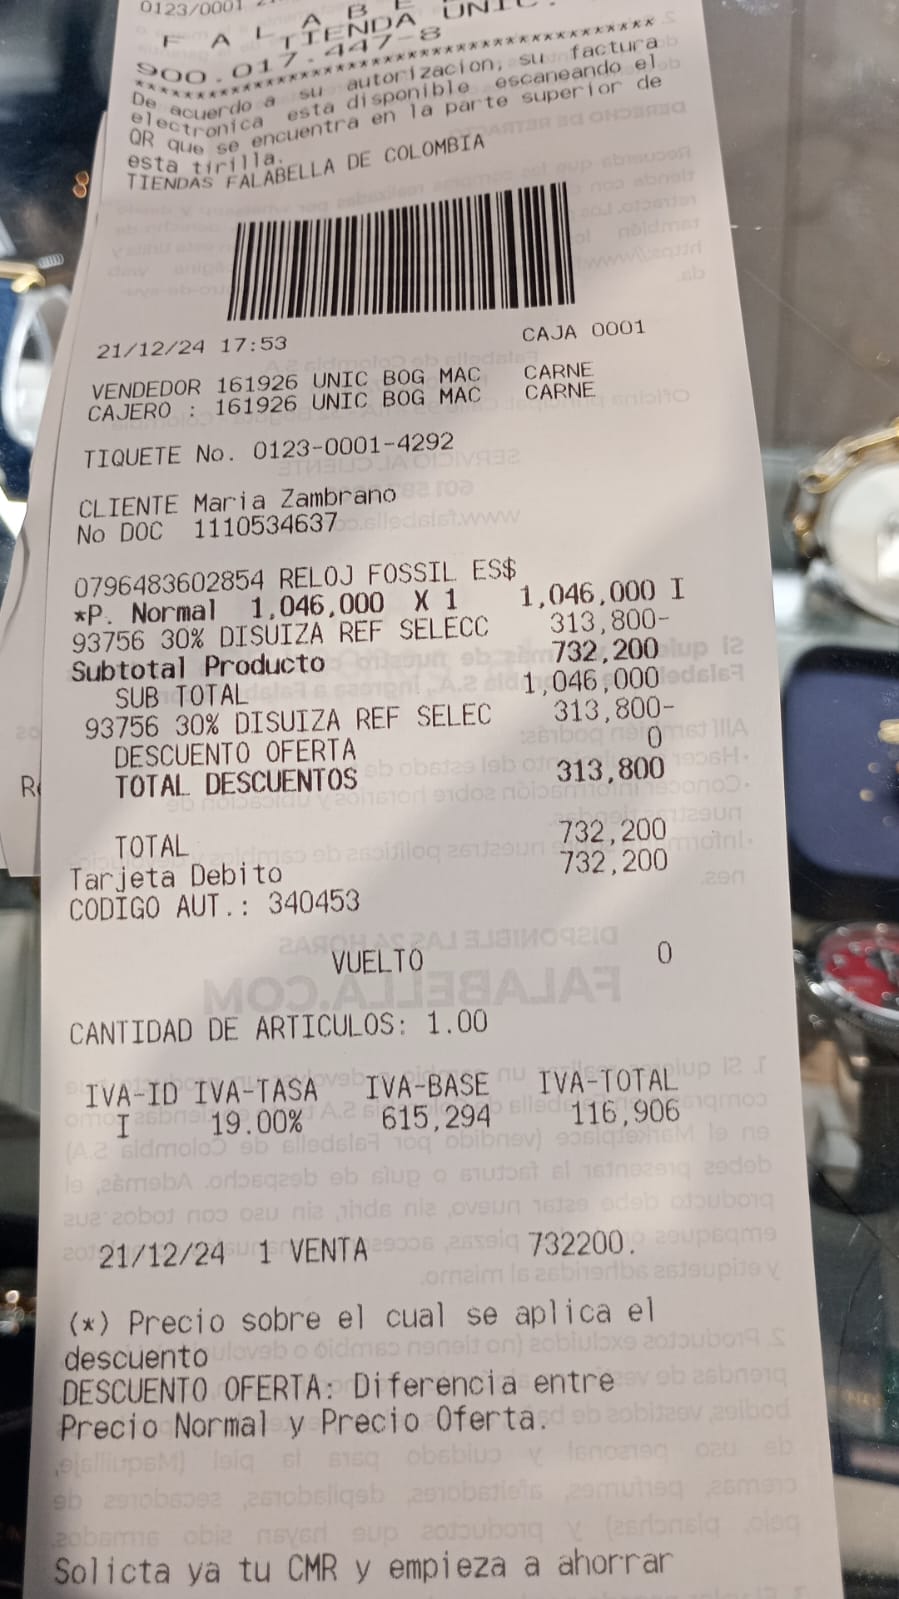 0123/0001
F A L A B E
TIENDA UNIC.
900.017.447-8
De acuerdo a su autorizacion, su factura
electronica esta disponible escaneando el
QR que se encuentra en la parte superior de
esta tirilla.
TIENDAS FALABELLA DE COLOMBIA
21/12/24 17:53 CAJA 0001
VENDEDOR 161926 UNIC BOG MAC CARNE
CAJERO : 161926 UNIC BOG MAC CARNE
TIQUETE No. 0123-0001-4292
CLIENTE Maria Zambrano
No DOC 1110534637
0796483602854 RELOJ FOSSIL ES$
*P. Normal 1,046,000 X 1 1,046,000 I
93756 30% DISUIZA REF SELECC 313,800-
Subtotal Producto 732,200
SUB TOTAL 1,046,000
93756 30% DISUIZA REF SELEC 313,800-
DESCUENTO OFERTA 0
TOTAL DESCUENTOS 313,800
TOTAL 732,200
Tarjeta Debito 732,200
CODIGO AUT.: 340453
VUELTO 0
CANTIDAD DE ARTICULOS: 1.00
IVA-ID IVA-TASA IVA-BASE IVA-TOTAL
I 19.00% 615,294 116,906
21/12/24 1 VENTA 732200.
(*) Precio sobre el cual se aplica el
descuento
DESCUENTO OFERTA: Diferencia entre
Precio Normal y Precio Oferta.
Solicta ya tu CMR y empieza a ahorrar